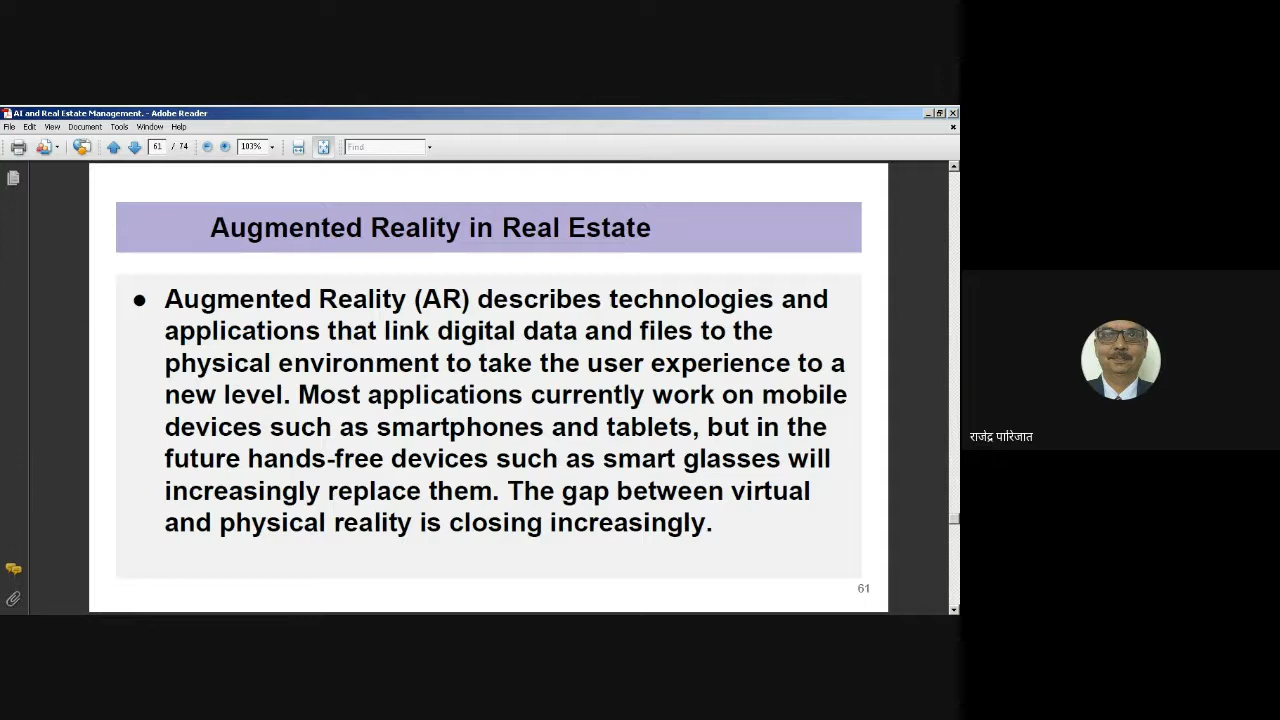 AI and Real Estate Management. - Adobe Reader
File Edit View Document Tools Window Help
61 / 74 103% Find
Augmented Reality in Real Estate
● Augmented Reality (AR) describes technologies and
applications that link digital data and files to the
physical environment to take the user experience to a
new level. Most applications currently work on mobile
devices such as smartphones and tablets, but in the
future hands-free devices such as smart glasses will
increasingly replace them. The gap between virtual
and physical reality is closing increasingly.
61
राजेंद्र पारिजात